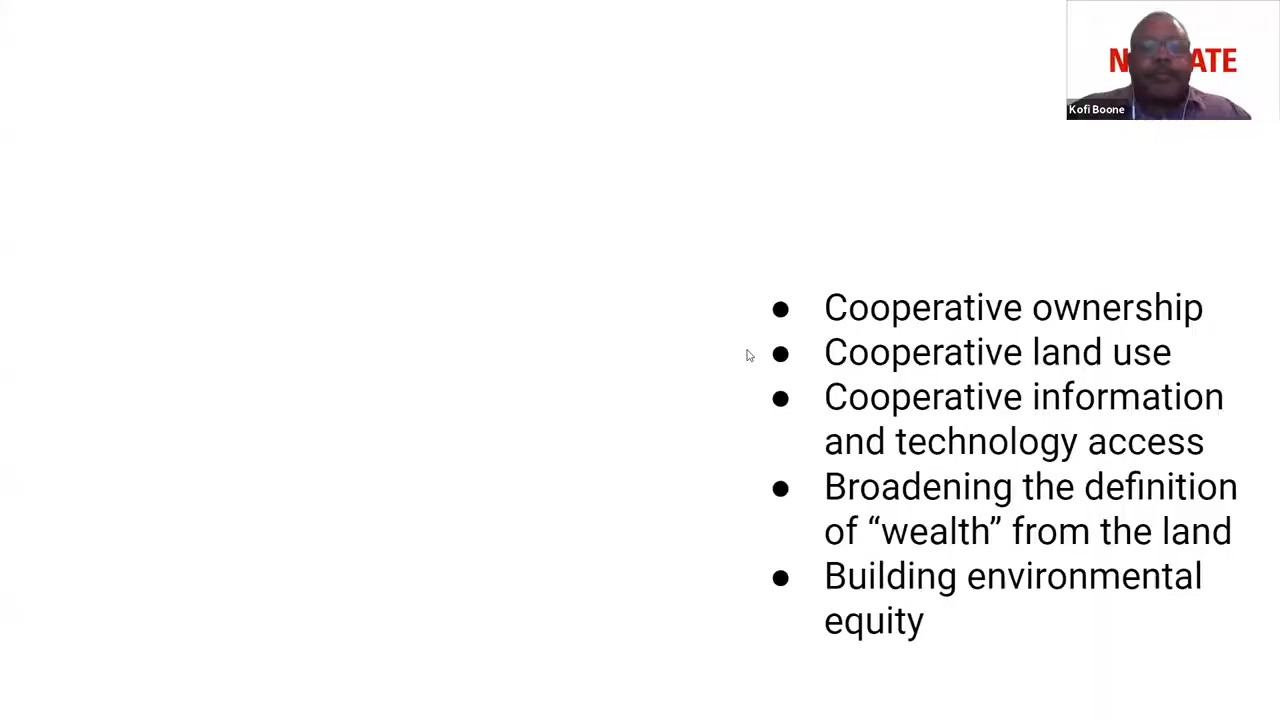 N ATE
Kofi Boone
● Cooperative ownership
● Cooperative land use
● Cooperative information
and technology access
● Broadening the definition
of “wealth” from the land
● Building environmental
equity